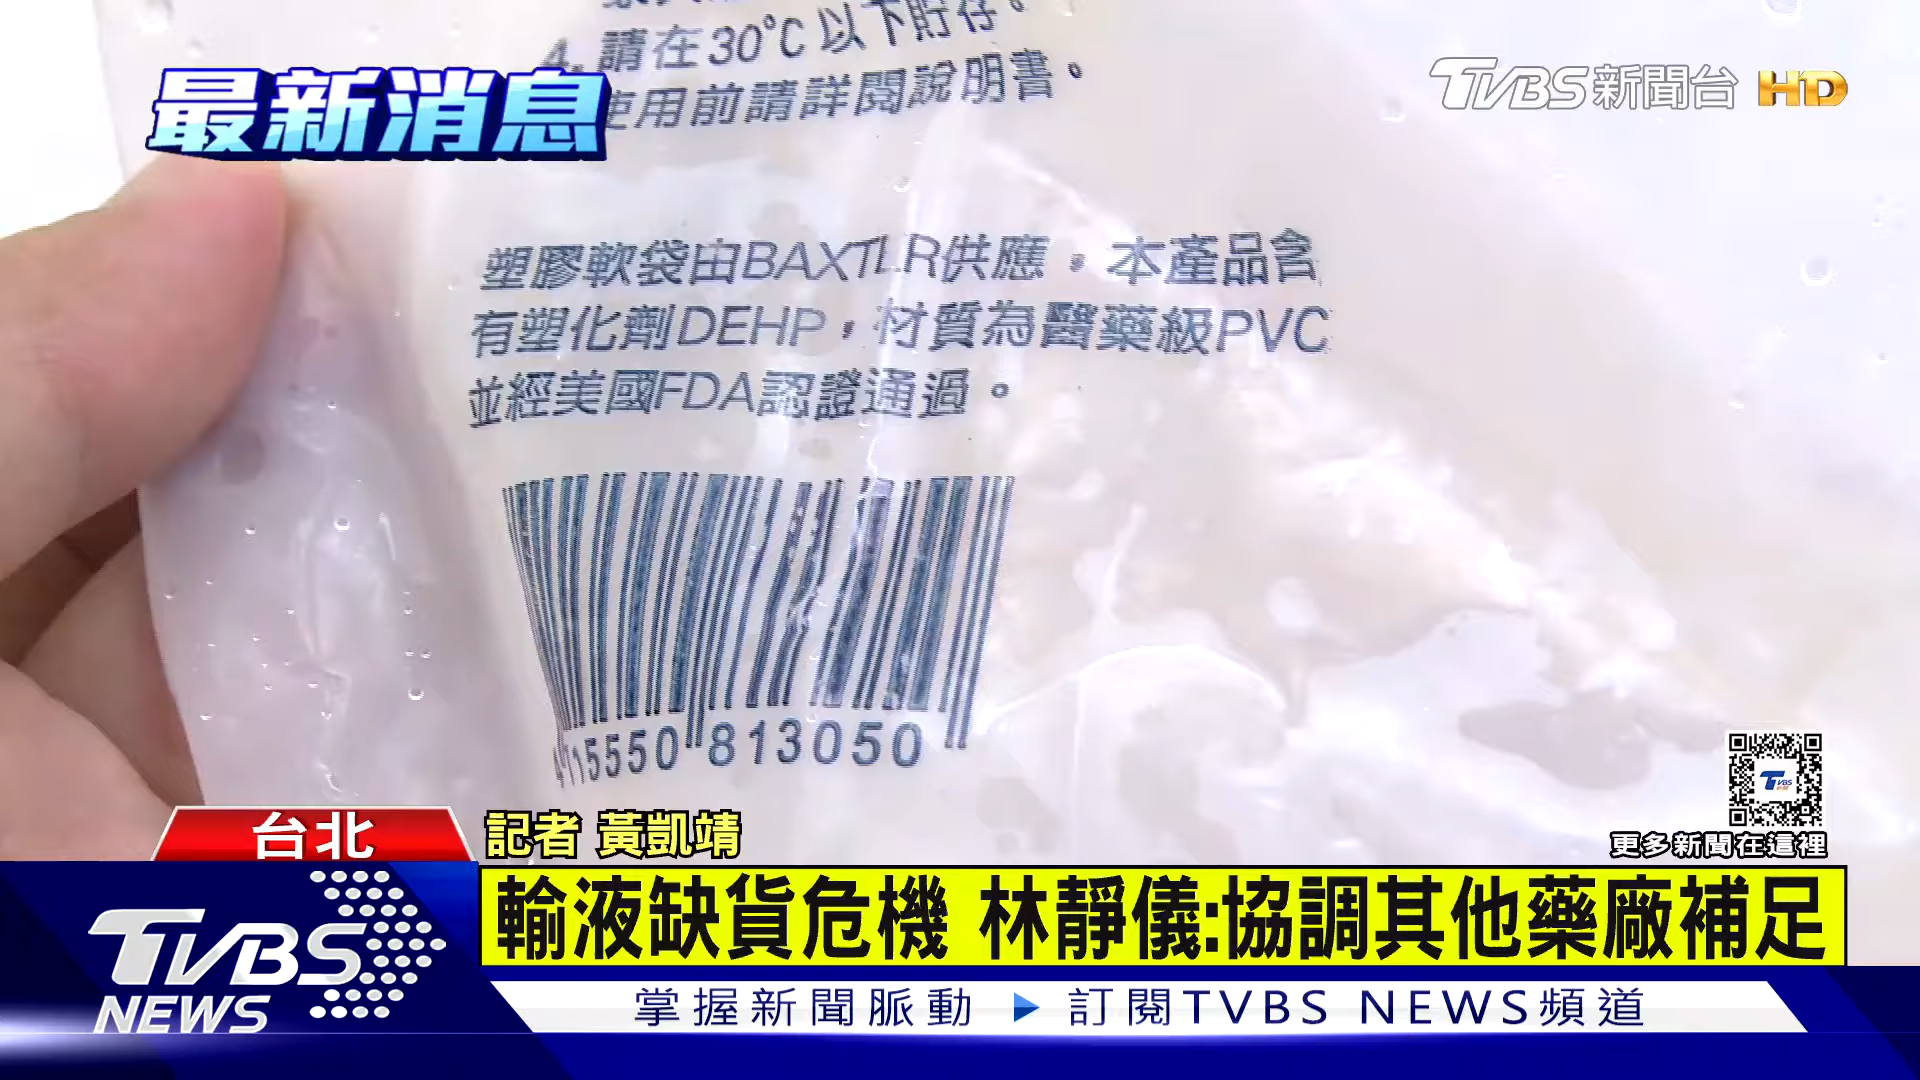 4. 請在30°C以下貯存。
使用前請詳閱說明書。
最新消息
TVBS新聞台 HD
塑膠軟袋由BAXTER供應。本產品含
有塑化劑DEHP,材質為醫藥級PVC
並經美國FDA認證通過。
813050
TVBS
更多新聞在這裡
台北
記者 黃凱靖
輸液缺貨危機 林靜儀:協調其他藥廠補足
TVBS
NEWS
掌握新聞脈動 ▶ 訂閱TVBS NEWS頻道